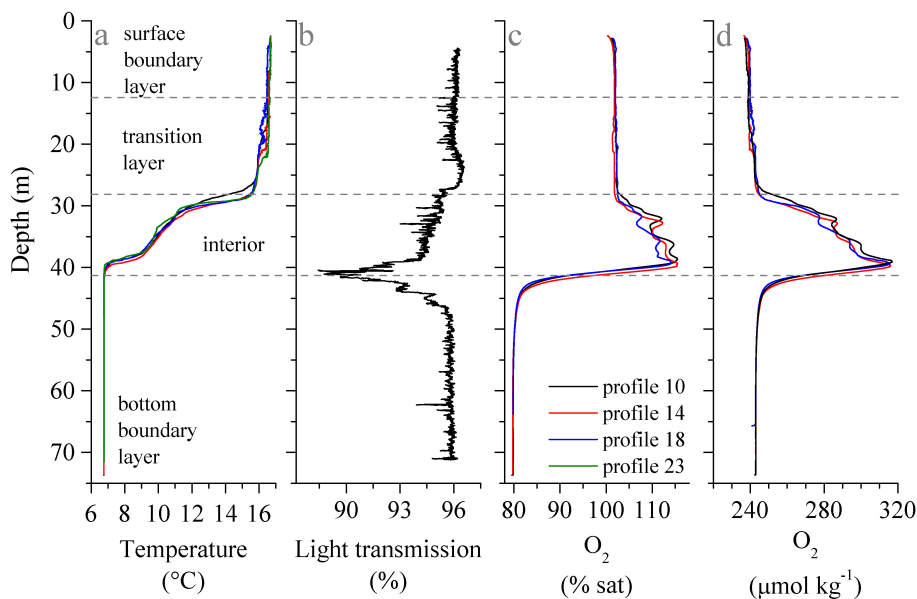 a
b
c
d
surface
boundary
layer
transition
layer
interior
bottom
boundary
layer
Depth (m)
0
10
20
30
40
50
60
70
profile 10
profile 14
profile 18
profile 23
6 8 10 12 14 16
90 93 96
80 90 100 110
240 280 320
Temperature
(°C)
Light transmission
(%)
O₂
(% sat)
O₂
(μmol kg⁻¹)